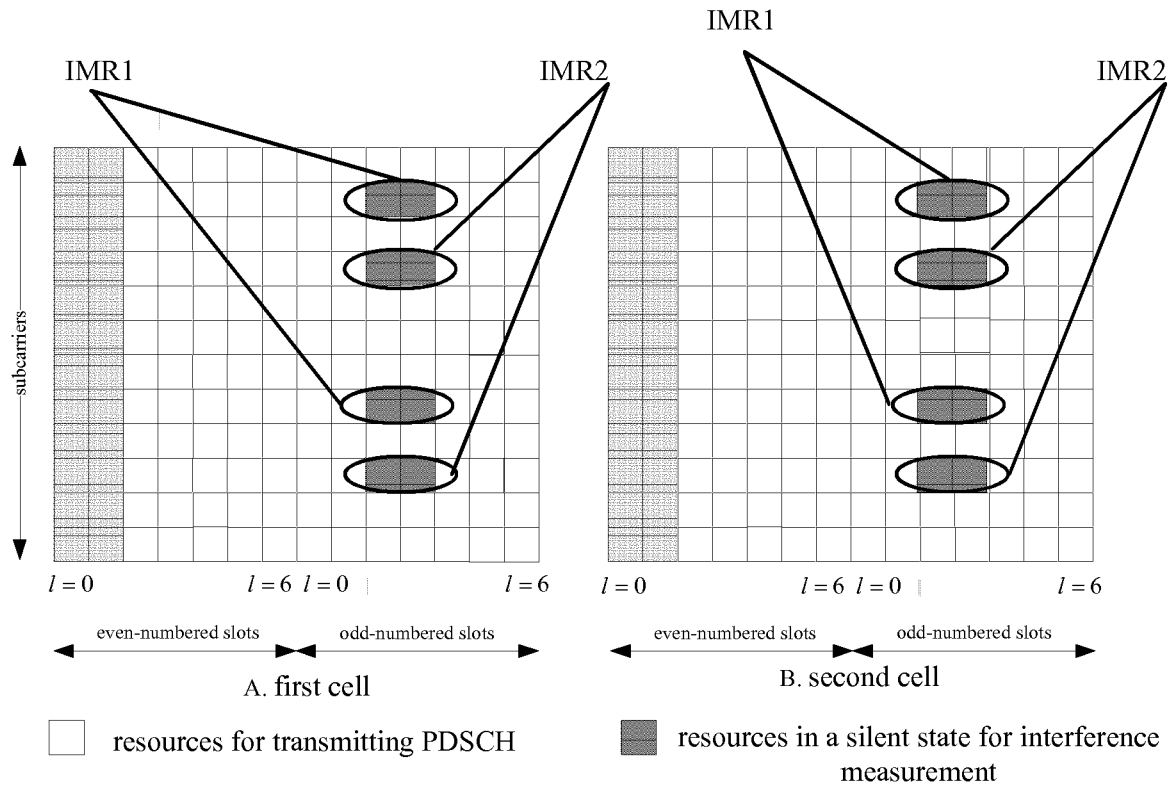 IMR1
IMR2
IMR1
IMR2
subcarriers
l = 0
l = 6
l = 0
l = 6
l = 0
l = 6
l = 0
l = 6
even-numbered slots
odd-numbered slots
even-numbered slots
odd-numbered slots
A. first cell
B. second cell
resources for transmitting PDSCH
resources in a silent state for interference
measurement